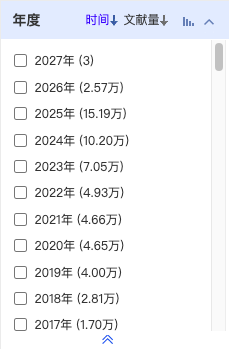 年度 时间 文献量
2027年 (3)
2026年 (2.57万)
2025年 (15.19万)
2024年 (10.20万)
2023年 (7.05万)
2022年 (4.93万)
2021年 (4.66万)
2020年 (4.65万)
2019年 (4.00万)
2018年 (2.81万)
2017年 (1.70万)